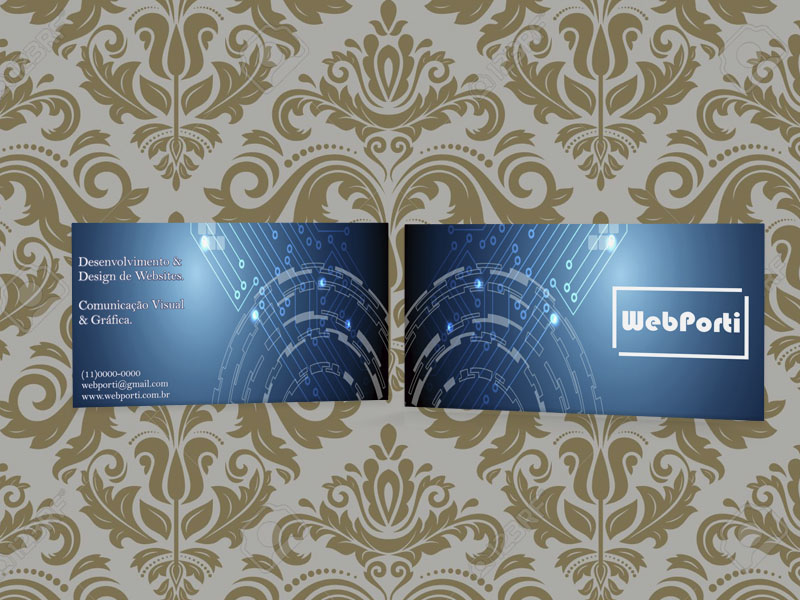 Desenvolvimento &
Design de Websites.
Comunicação Visual
& Gráfica.
(11)0000-0000
webporti@gmail.com
www.webporti.com.br
WebPorti